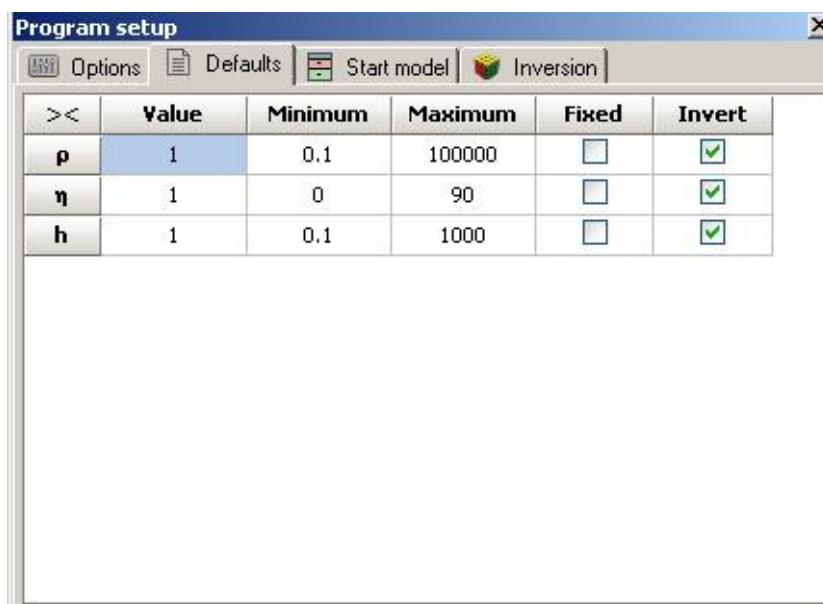 Program setup
Options Defaults Start model Inversion
>< Value Minimum Maximum Fixed Invert
ρ 1 0.1 100000
η 1 0 90
h 1 0.1 1000